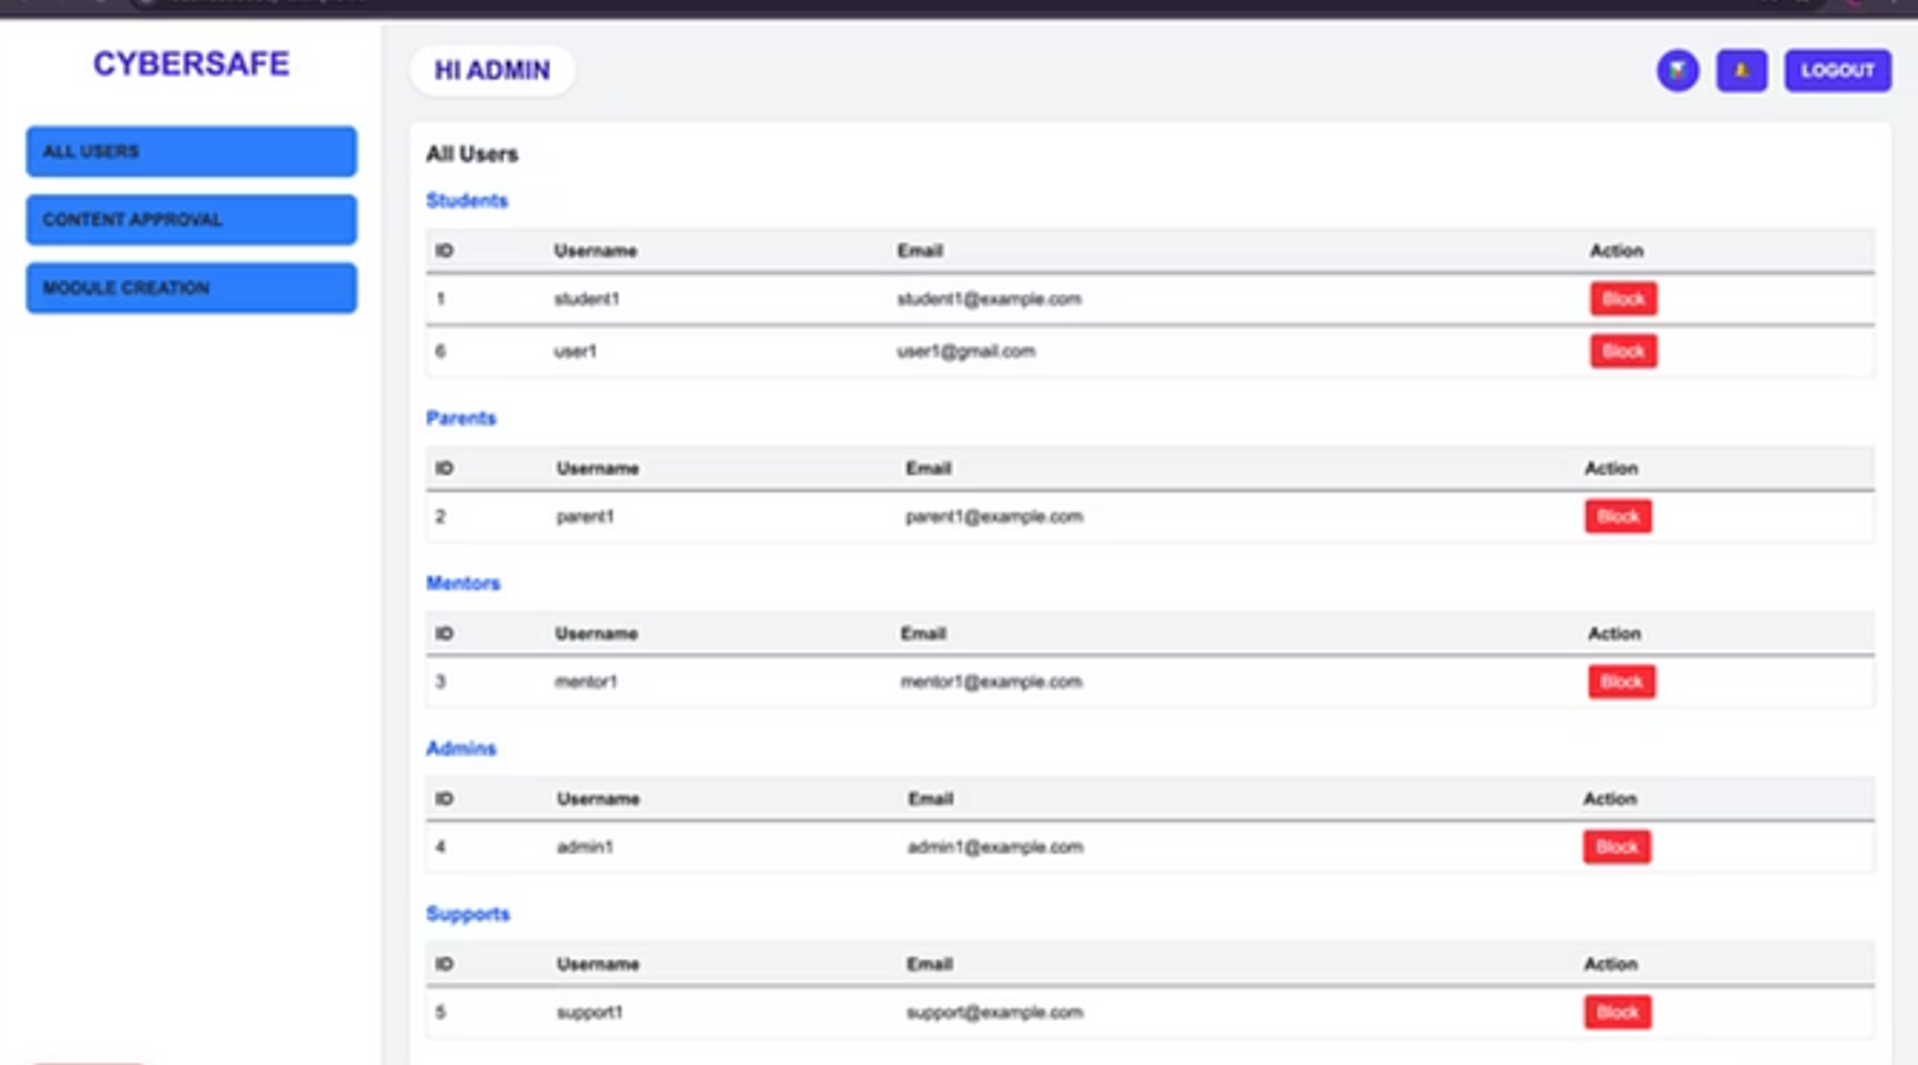 CYBERSAFE
HI ADMIN
LOGOUT
ALL USERS
CONTENT APPROVAL
MODULE CREATION
All Users
Students
ID Username Email Action
1 student1 student1@example.com Block
6 user1 user1@gmail.com Block
Parents
ID Username Email Action
2 parent1 parent1@example.com Block
Mentors
ID Username Email Action
3 mentor1 mentor1@example.com Block
Admins
ID Username Email Action
4 admin1 admin1@example.com Block
Supports
ID Username Email Action
5 support1 support@example.com Block